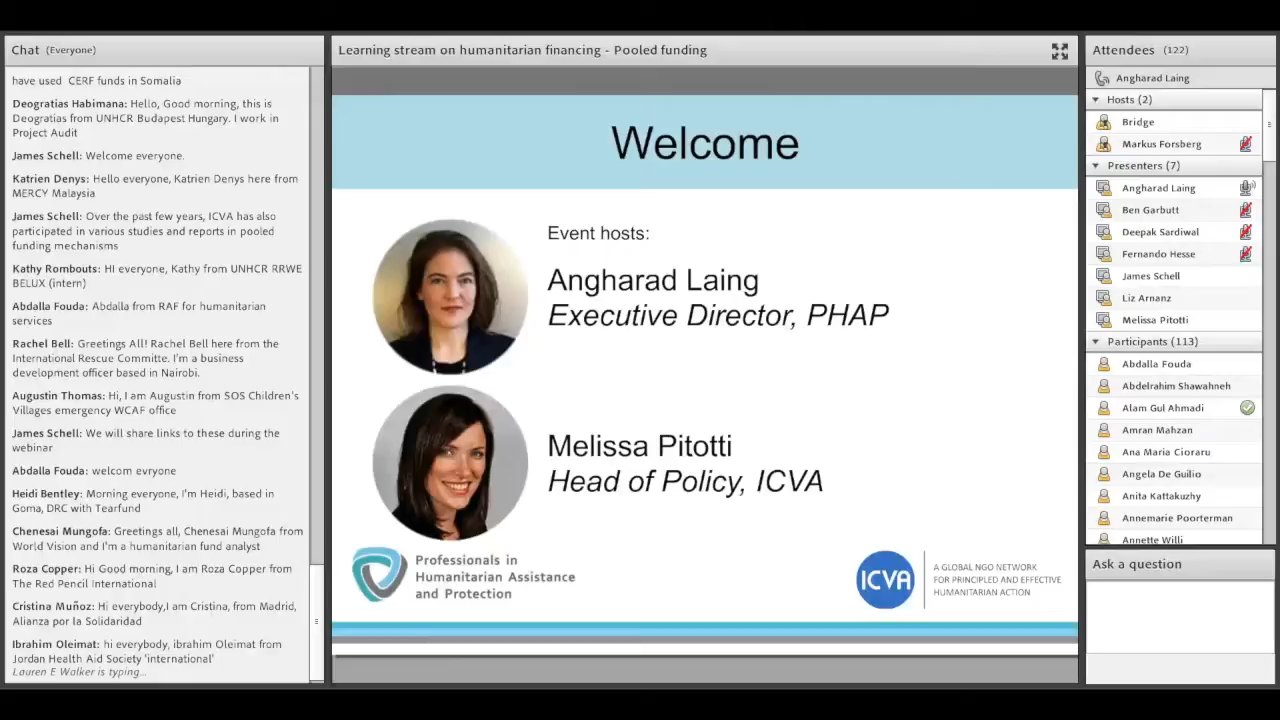 Chat (Everyone)
have used CERF funds in Somalia
Deogratias Habimana: Hello, Good morning, this is
Deogratias from UNHCR Budapest Hungary. I work in
Project Audit
James Schell: Welcome everyone.
Katrien Denys: Hello everyone, Katrien Denys here from
MERCY Malaysia
James Schell: Over the past few years, ICVA has also
participated in various studies and reports in pooled
funding mechanisms
Kathy Rombouts: HI everyone, Kathy from UNHCR RRWE
BELUX (intern)
Abdalla Fouda: Abdalla from RAF for humanitarian
services
Rachel Bell: Greetings All! Rachel Bell here from the
International Rescue Committe. I'm a business
development officer based in Nairobi.
Augustin Thomas: Hi, I am Augustin from SOS Children's
Villages emergency WCAF office
James Schell: We will share links to these during the
webinar
Abdalla Fouda: welcom evryone
Heidi Bentley: Morning everyone, I'm Heidi, based in
Goma, DRC with Tearfund
Chenesai Mungofa: Greetings all, Chenesai Mungofa from
World Vision and I'm a humanitarian fund analyst
Roza Copper: Hi Good morning, I am Roza Copper from
The Red Pencil International
Cristina Muñoz: Hi everybody,I am Cristina, from Madrid,
Alianza por la Solidaridad
Ibrahim Oleimat: hi everybody, ibrahim Oleimat from
Jordan Health Aid Society 'international'
Lauren E Walker is typing...
Learning stream on humanitarian financing - Pooled funding
Welcome
Event hosts:
Angharad Laing
Executive Director, PHAP
Melissa Pitotti
Head of Policy, ICVA
Professionals in
Humanitarian Assistance
and Protection
ICVA
A GLOBAL NGO NETWORK
FOR PRINCIPLED AND EFFECTIVE
HUMANITARIAN ACTION
Attendees (122)
Angharad Laing
Hosts (2)
Bridge
Markus Forsberg
Presenters (7)
Angharad Laing
Ben Garbutt
Deepak Sardiwal
Fernando Hesse
James Schell
Liz Arnanz
Melissa Pitotti
Participants (113)
Abdalla Fouda
Abdelrahim Shawahneh
Alam Gul Ahmadi
Amran Mahzan
Ana Maria Cioraru
Angela De Guilio
Anita Kattakuzhy
Annemarie Poorterman
Annette Willi
Ask a question